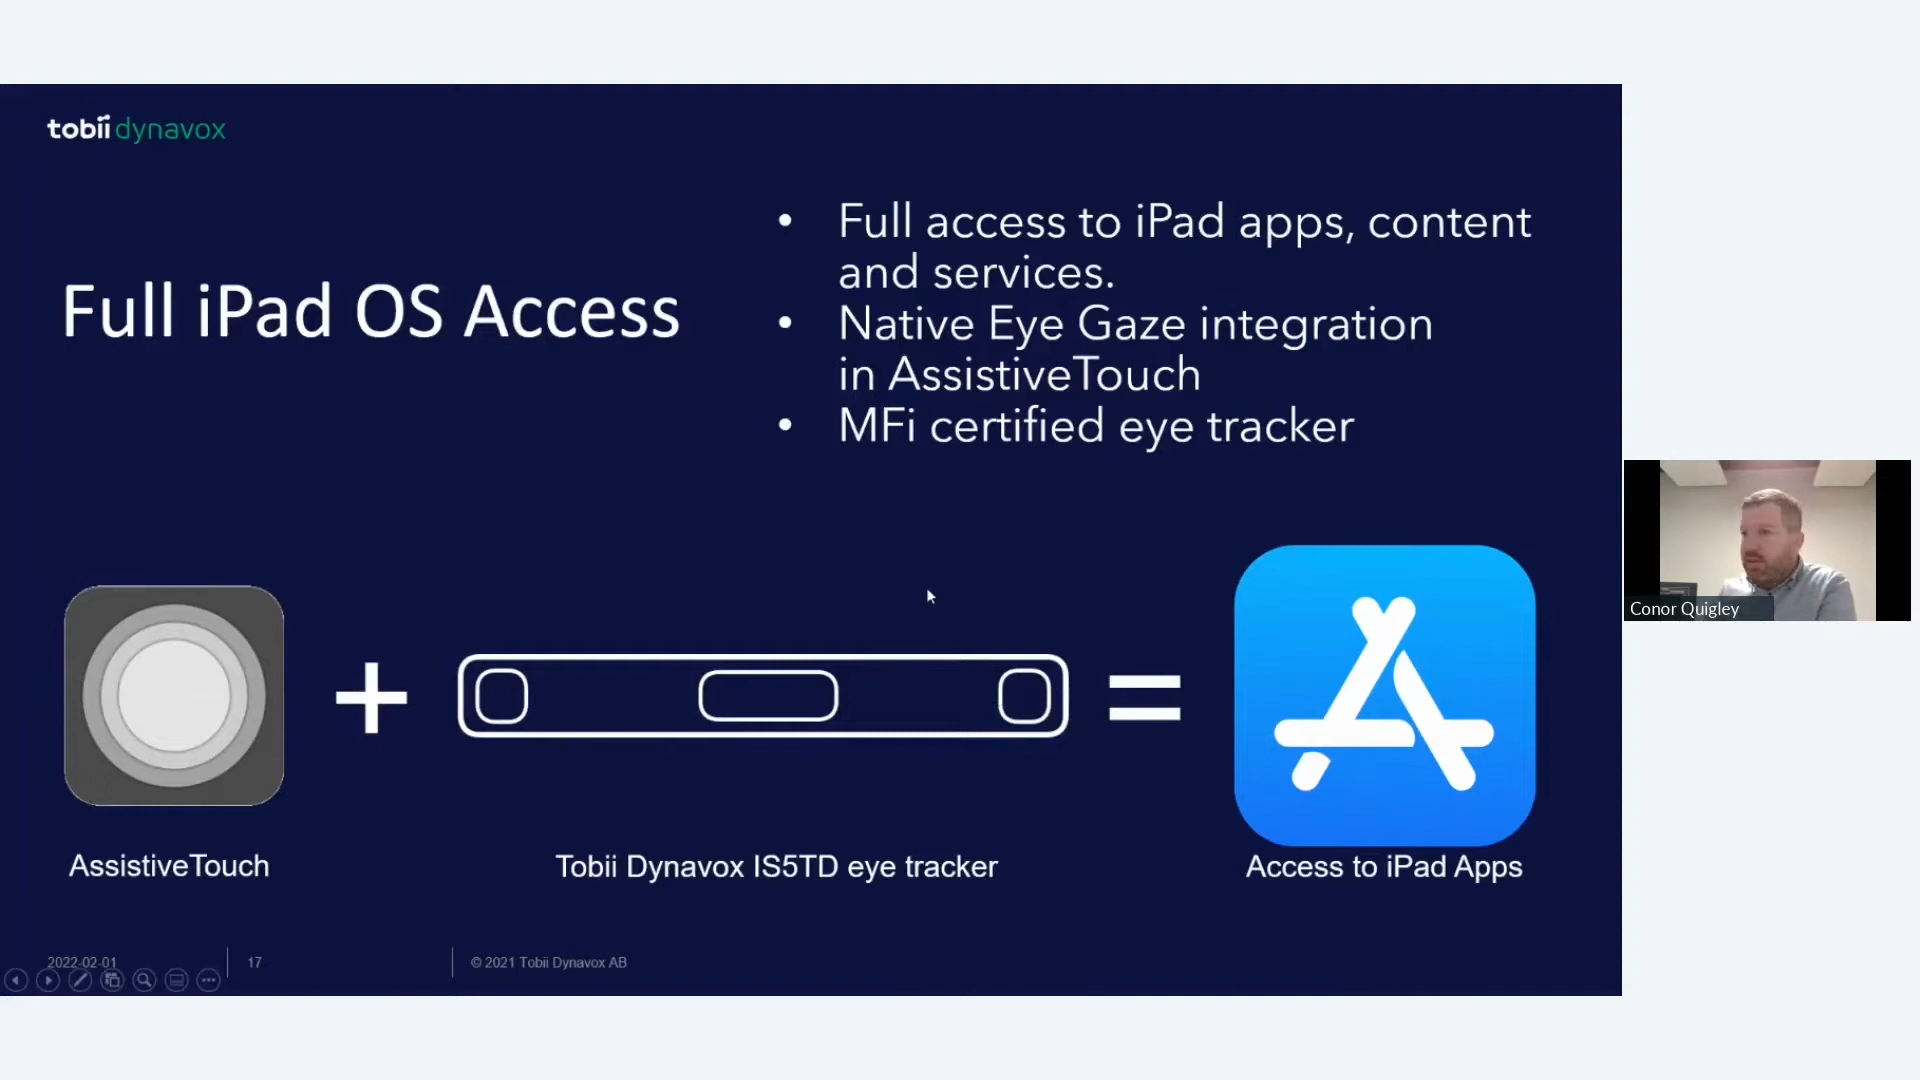 tobii dynavox
Full iPad OS Access
• Full access to iPad apps, content
and services.
• Native Eye Gaze integration
in AssistiveTouch
• MFi certified eye tracker
+
=
AssistiveTouch
Tobii Dynavox IS5TD eye tracker
Access to iPad Apps
2022-02-01
17
© 2021 Tobii Dynavox AB
Conor Quigley